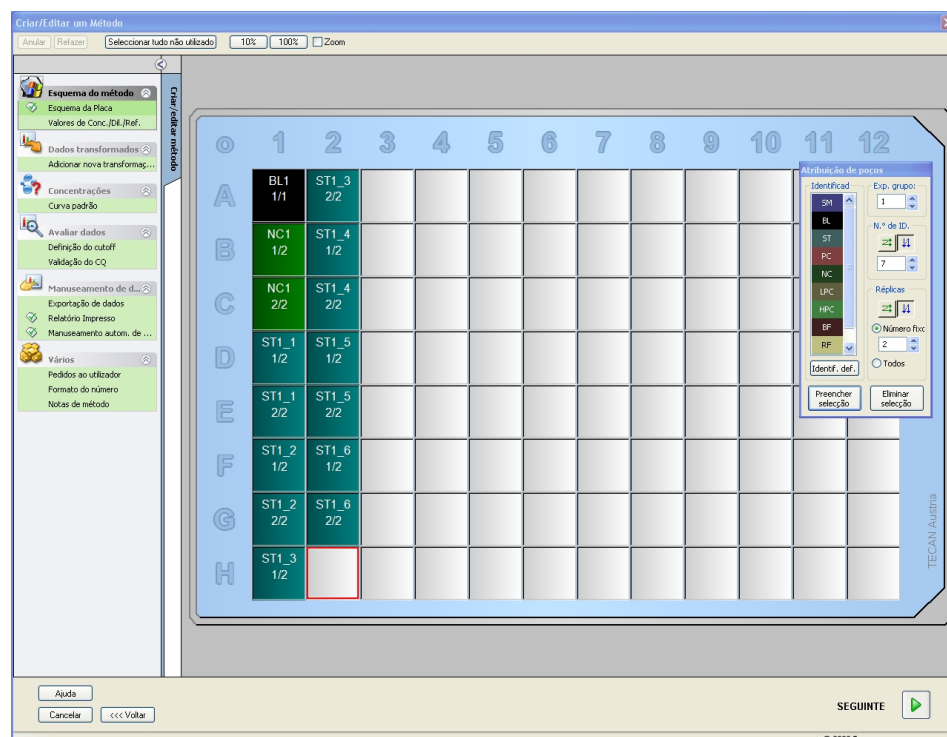 Criar/Editar um Método
Anular Refazer Seleccionar tudo não utilizado 10% 100% Zoom
Criar/editar método
Esquema do método
Esquema da Placa
Valores de Conc./Dil./Ref.
Dados transformados
Adicionar nova transformaç...
Concentrações
Curva padrão
Avaliar dados
Definição do cutoff
Validação do CQ
Manuseamento de d...
Exportação de dados
Relatório Impresso
Manuseamento autom. de ...
Vários
Pedidos ao utilizador
Formato do número
Notas de método
1 2 3 4 5 6 7 8 9 10 11 12
A BL1 ST1_3
1/1 2/2
B NC1 ST1_4
1/2 1/2
C NC1 ST1_4
2/2 2/2
D ST1_1 ST1_5
1/2 1/2
E ST1_1 ST1_5
2/2 2/2
F ST1_2 ST1_6
1/2 1/2
G ST1_2 ST1_6
2/2 2/2
H ST1_3
1/2
TECAN Austria
Atribuição de poços
Identificad
SM
BL
ST
PC
NC
LPC
HPC
BF
RF
Identif. def.
Exp. grupo:
1
N.º de ID.
7
Réplicas
Número fixo
2
Todos
Preencher selecção
Eliminar selecção
Ajuda
Cancelar <<< Voltar
SEGUINTE